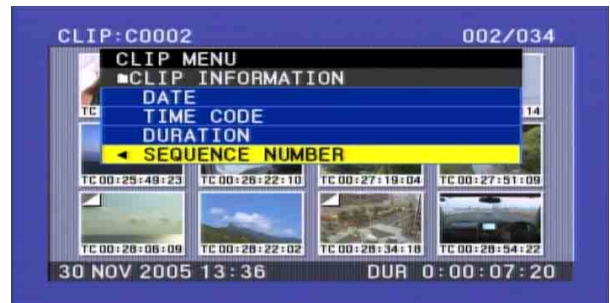 CLIP:C0002 002/034
CLIP MENU
CLIP INFORMATION
DATE
TC 14
TIME CODE
DURATION
◄ SEQUENCE NUMBER
TC 00:25:49:23 TC 00:26:22:10 TC 00:27:19:04 TC 00:27:51:09
TC 00:28:06:09 TC 00:28:22:02 TC 00:28:34:18 TC 00:28:54:22
30 NOV 2005 13:36 DUR 0:00:07:20